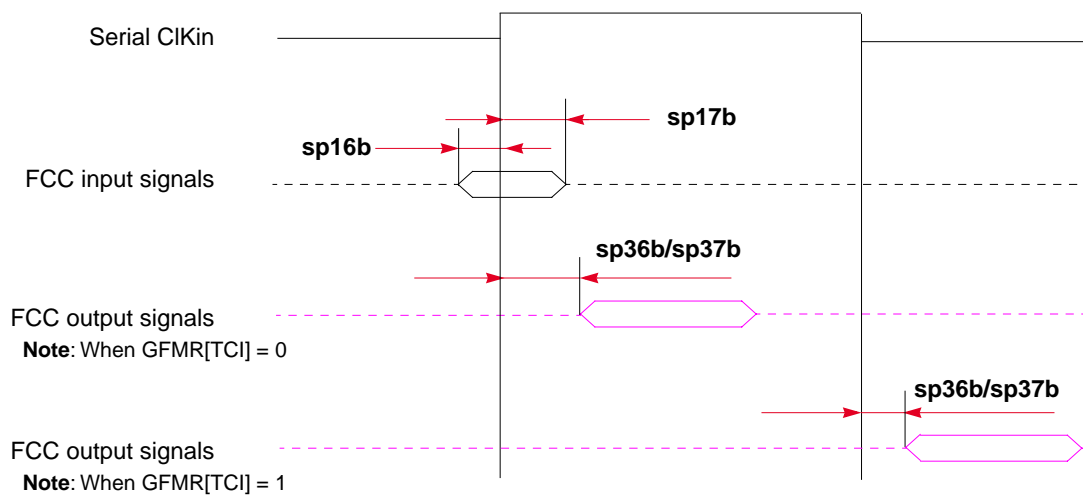 Serial ClKin
sp17b
sp16b
FCC input signals
sp36b/sp37b
FCC output signals
Note: When GFMR[TCI] = 0
sp36b/sp37b
FCC output signals
Note: When GFMR[TCI] = 1